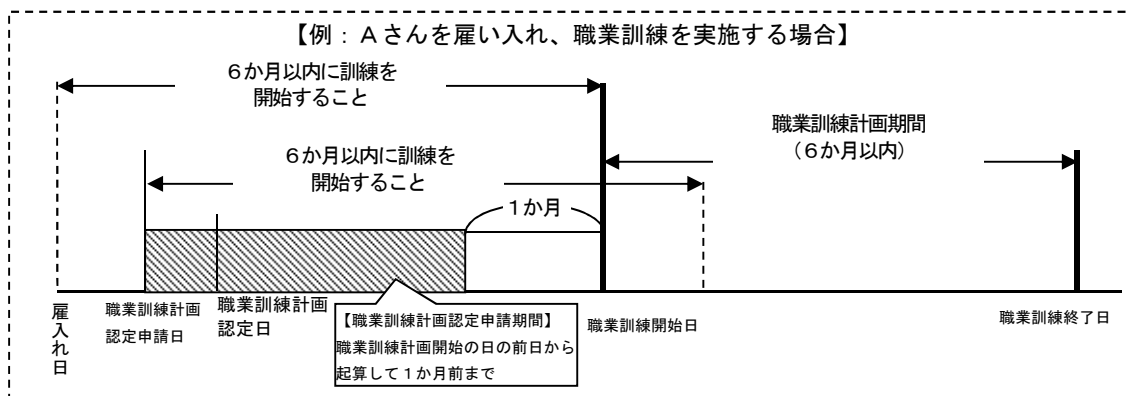 【例：Ａさんを雇い入れ、職業訓練を実施する場合】
６か月以内に訓練を
開始すること
職業訓練計画期間
（６か月以内）
６か月以内に訓練を
開始すること
１か月
雇入れ日
職業訓練計画
認定申請日
職業訓練計画
認定日
【職業訓練計画認定申請期間】
職業訓練計画開始の日の前日から
起算して１か月前まで
職業訓練開始日
職業訓練終了日